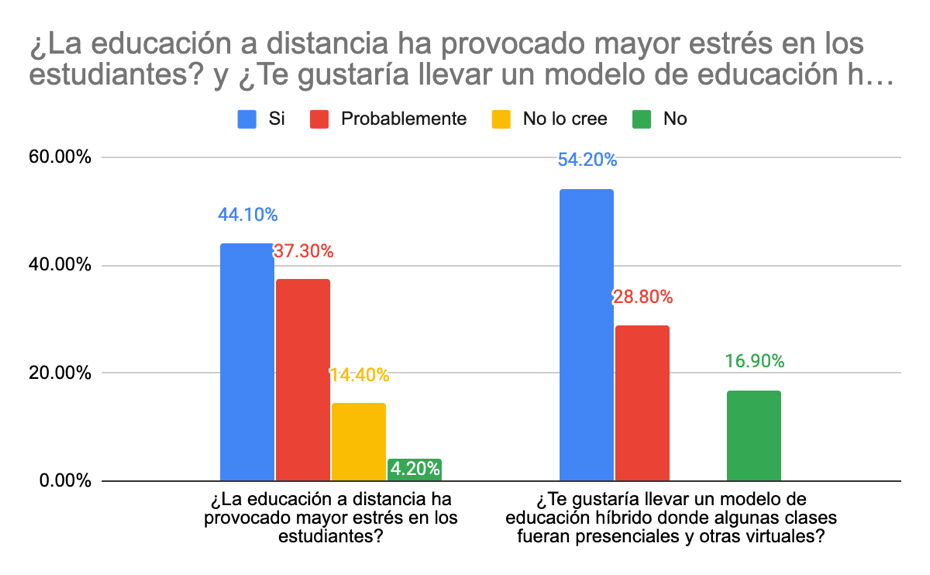 ¿La educación a distancia ha provocado mayor estrés en los
estudiantes? y ¿Te gustaría llevar un modelo de educación h…
Si Probablemente No lo cree No
60.00%
54.20%
44.10%
37.30%
40.00%
28.80%
20.00%
14.40%
16.90%
4.20%
0.00%
¿La educación a distancia ha
provocado mayor estrés en los
estudiantes?
¿Te gustaría llevar un modelo de
educación híbrido donde algunas clases
fueran presenciales y otras virtuales?